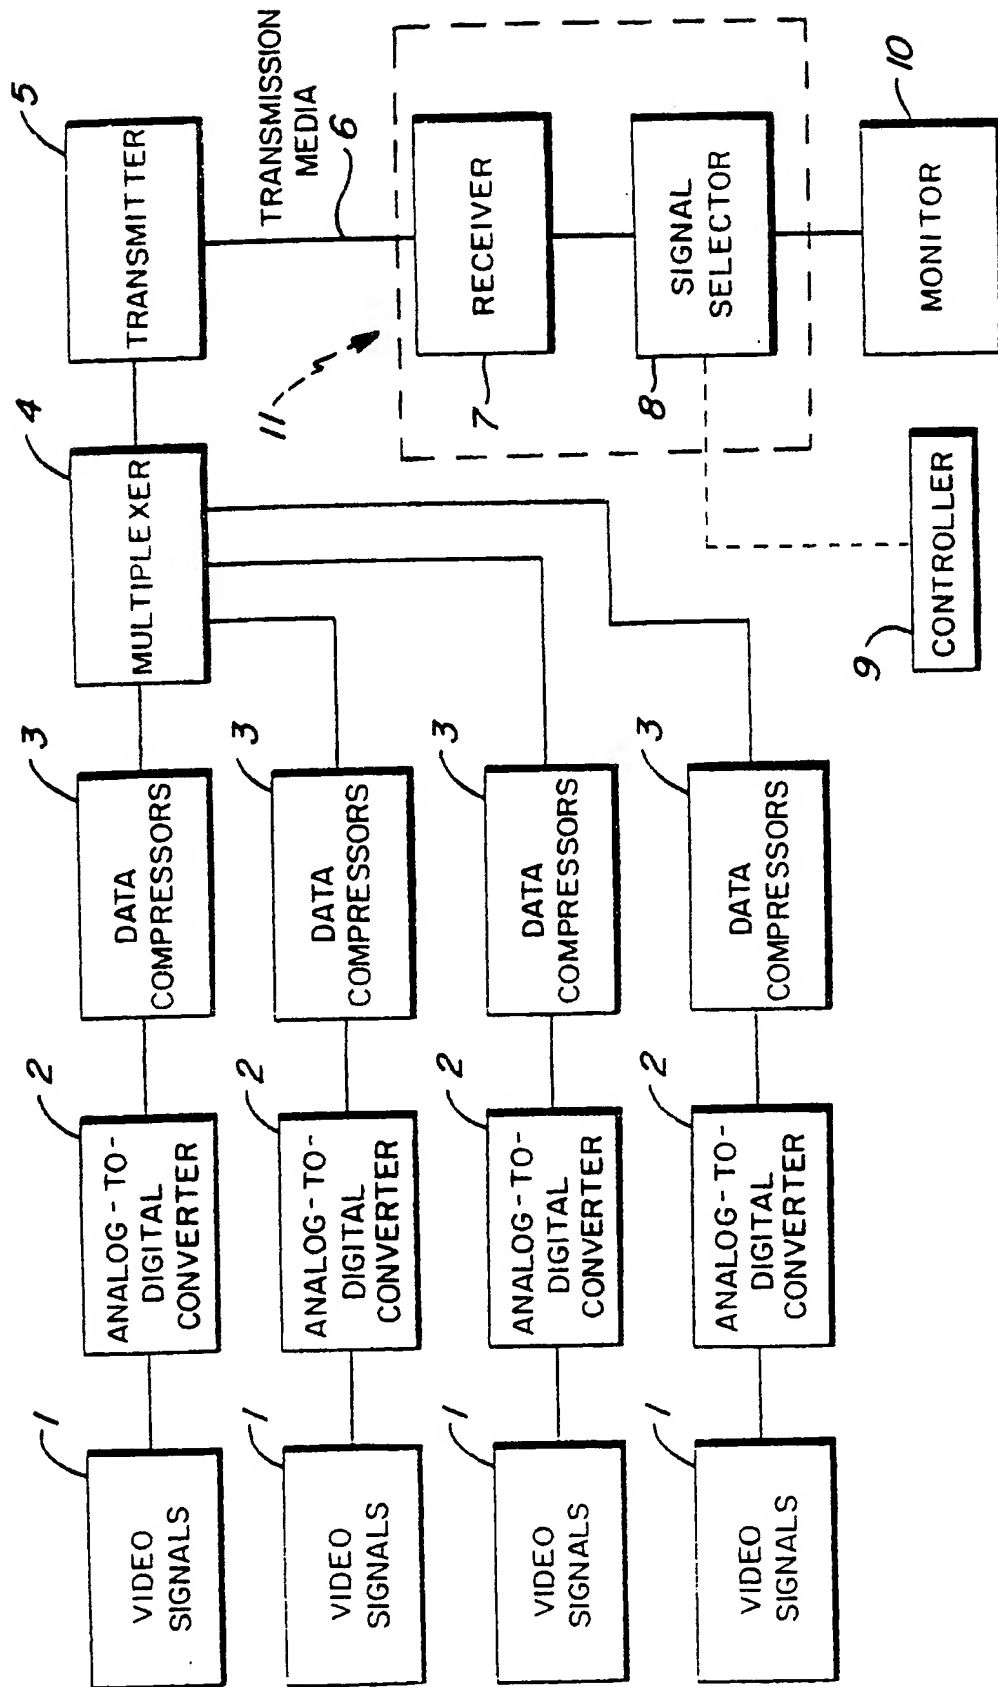 1
VIDEO
SIGNALS
2
ANALOG-TO-
DIGITAL
CONVERTER
3
DATA
COMPRESSORS
4
MULTIPLEXER
5
TRANSMITTER
1
VIDEO
SIGNALS
2
ANALOG-TO-
DIGITAL
CONVERTER
3
DATA
COMPRESSORS
TRANSMISSION
MEDIA
6
1
VIDEO
SIGNALS
2
ANALOG-TO-
DIGITAL
CONVERTER
3
DATA
COMPRESSORS
11
7
RECEIVER
1
VIDEO
SIGNALS
2
ANALOG-TO-
DIGITAL
CONVERTER
3
DATA
COMPRESSORS
8
SIGNAL
SELECTOR
9
CONTROLLER
10
MONITOR